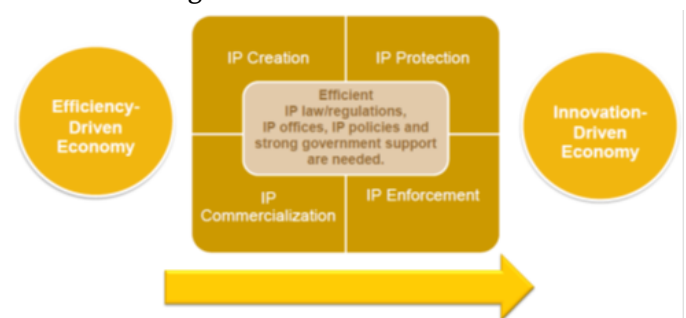 IP Creation
IP Protection
Efficiency-
Driven
Economy
Efficient
IP law/regulations,
IP offices, IP policies and
strong government support
are needed.
Innovation-
Driven
Economy
IP
Commercialization
IP Enforcement